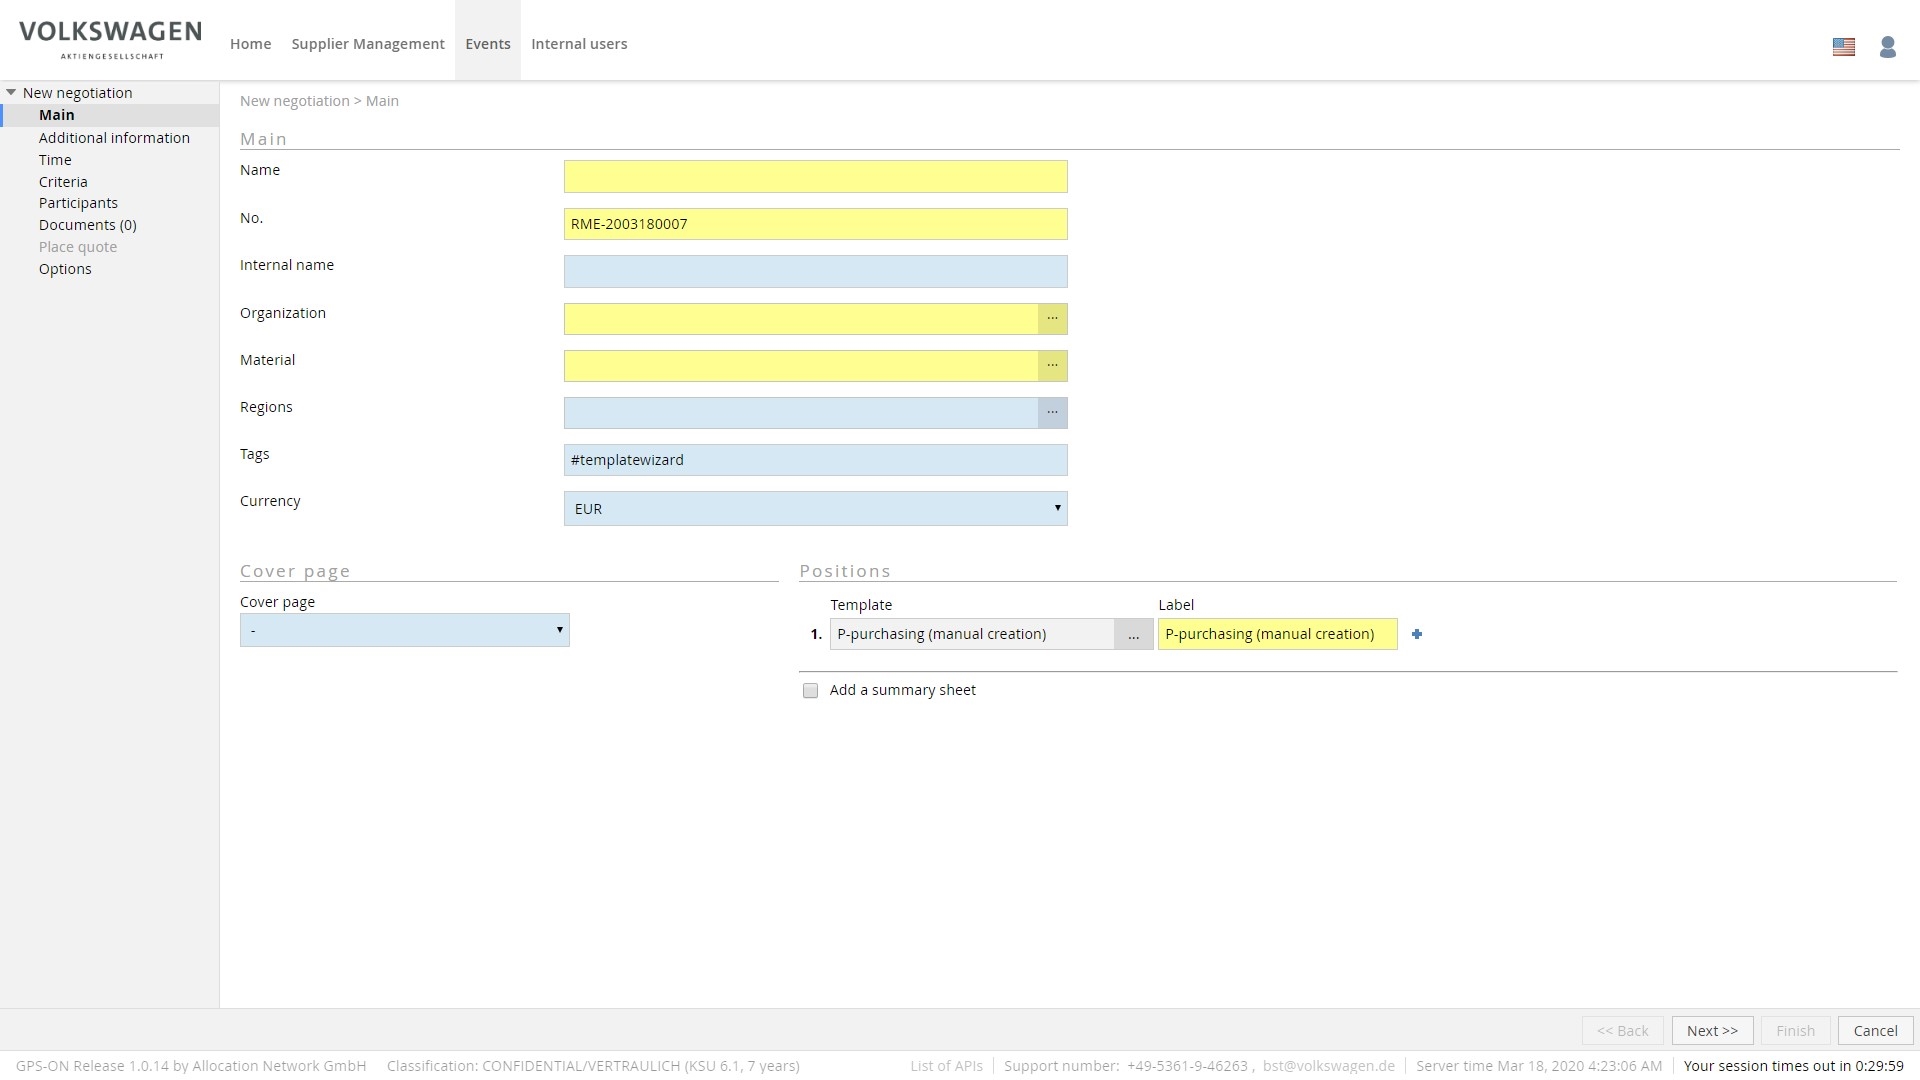 VOLKSWAGEN
AKTIENGESELLSCHAFT
Home Supplier Management Events Internal users
New negotiation
Main
Additional information
Time
Criteria
Participants
Documents (0)
Place quote
Options
New negotiation > Main
Main
Name
No. RME-2003180007
Internal name
Organization ...
Material ...
Regions ...
Tags #templatewizard
Currency EUR
Cover page
Cover page
-
Positions
Template Label
1. P-purchasing (manual creation) ... P-purchasing (manual creation)
Add a summary sheet
<< Back Next >> Finish Cancel
GPS-ON Release 1.0.14 by Allocation Network GmbH Classification: CONFIDENTIAL/VERTRAULICH (KSU 6.1, 7 years) List of APIs Support number: +49-5361-9-46263 , bst@volkswagen.de Server time Mar 18, 2020 4:23:06 AM Your session times out in 0:29:59